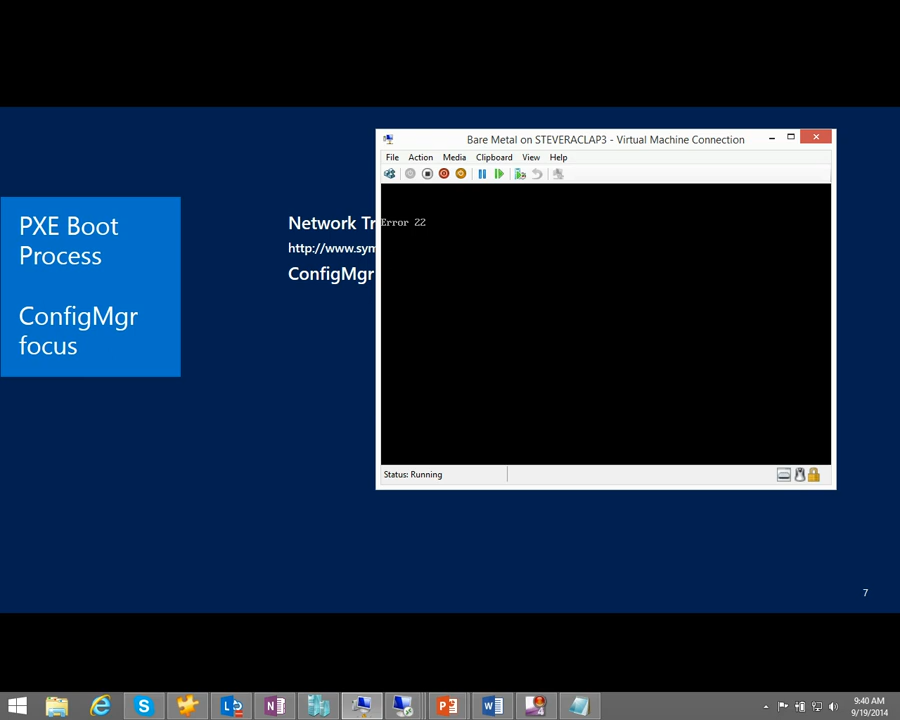 PXE Boot
Process
ConfigMgr
focus
Network Tr
http://www.sym
ConfigMgr
Bare Metal on STEVERACLAP3 - Virtual Machine Connection
File Action Media Clipboard View Help
Error 22
Status: Running
7
9:40 AM
9/19/2014